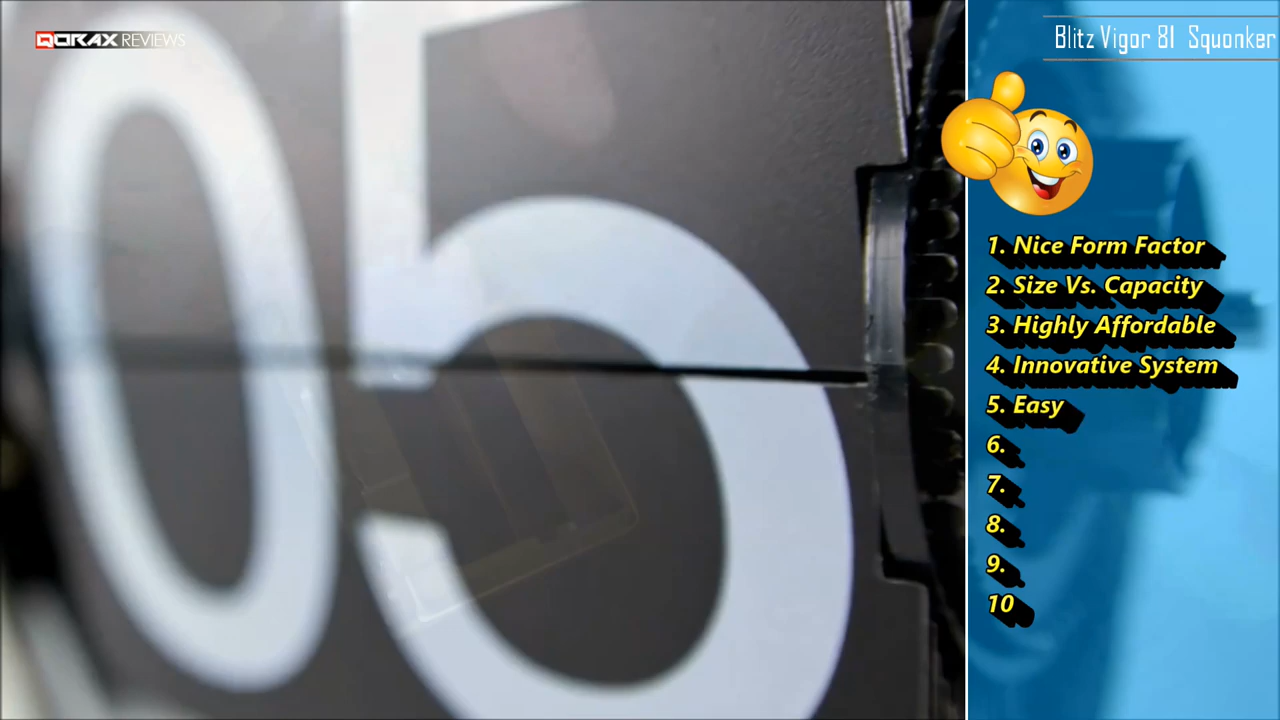 QORAX REVIEWS
05
Blitz Vigor 81 Squonker
1. Nice Form Factor
2. Size Vs. Capacity
3. Highly Affordable
4. Innovative System
5. Easy
6.
7.
8.
9.
10